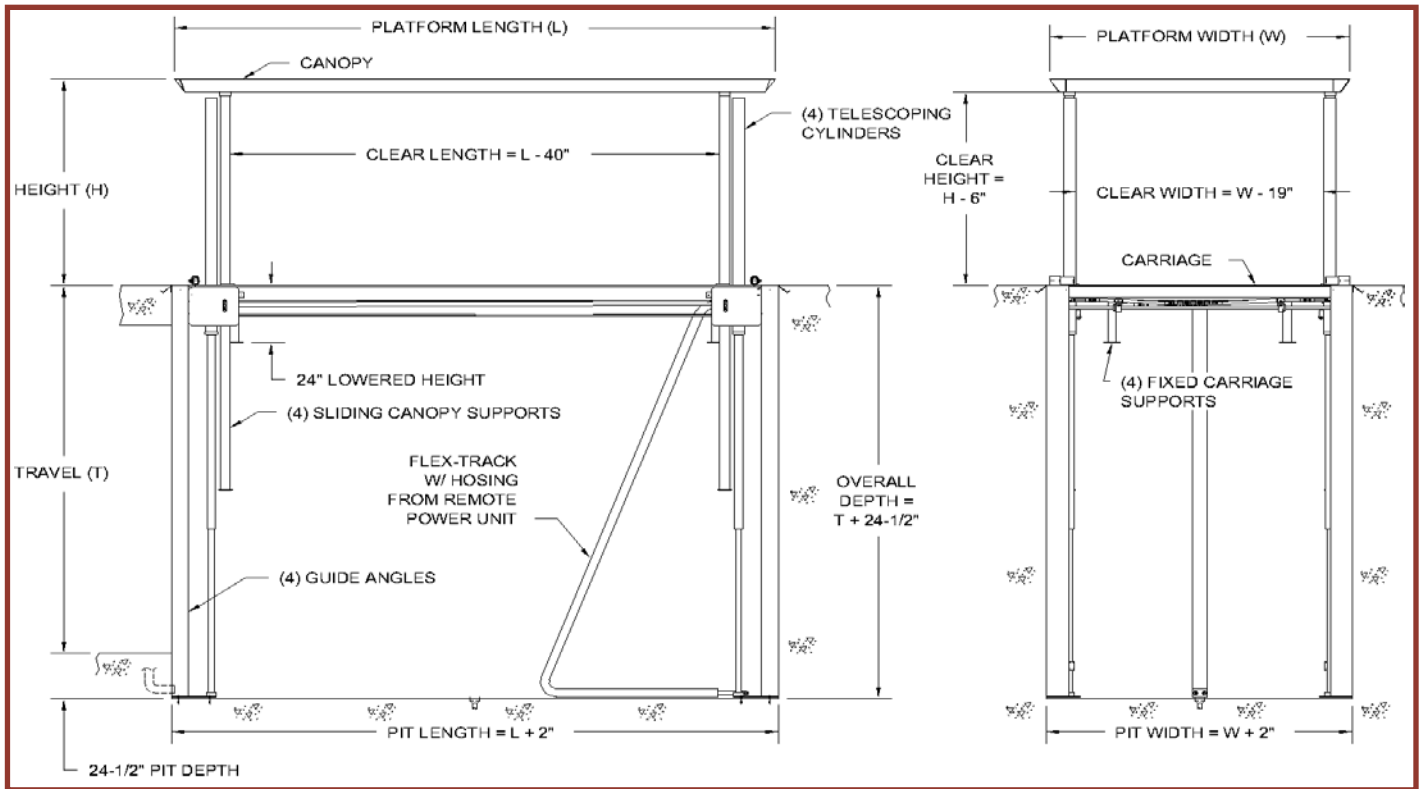 PLATFORM LENGTH (L)
CANOPY
(4) TELESCOPING
CYLINDERS
CLEAR LENGTH = L - 40"
HEIGHT (H)
24" LOWERED HEIGHT
(4) SLIDING CANOPY SUPPORTS
TRAVEL (T)
FLEX-TRACK
W/ HOSING
FROM REMOTE
POWER UNIT
OVERALL
DEPTH =
T + 24-1/2"
(4) GUIDE ANGLES
PIT LENGTH = L + 2"
24-1/2" PIT DEPTH
PLATFORM WIDTH (W)
CLEAR
HEIGHT =
H - 6"
CLEAR WIDTH = W - 19"
CARRIAGE
(4) FIXED CARRIAGE
SUPPORTS
PIT WIDTH = W + 2"